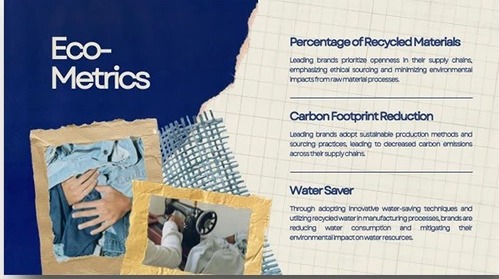 Eco-
Metrics
Percentage of Recycled Materials
Leading brands prioritize openness in their supply chains,
emphasizing ethical sourcing and minimizing environmental
impacts from raw material processes.
Carbon Footprint Reduction
Leading brands adopt sustainable production methods and
sourcing practices, leading to decreased carbon emissions
across their supply chains.
Water Saver
Through adopting innovative water-saving techniques and
utilizing recycled water in manufacturing processes, brands are
reducing water consumption and mitigating their
environmental impact on water resources.